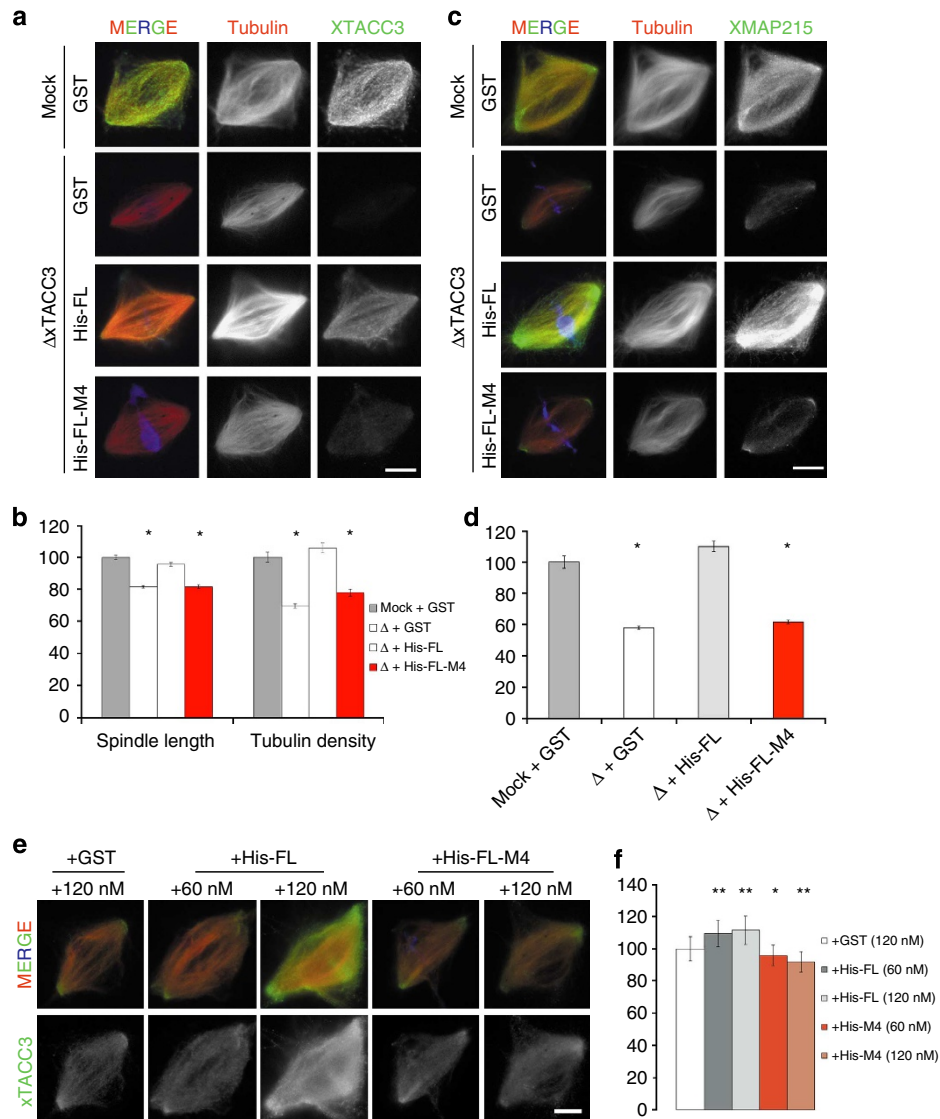 a
MERGE Tubulin XTACC3
Mock
GST
ΔxTACC3
GST
His-FL
His-FL-M4
c
MERGE Tubulin XMAP215
Mock
GST
ΔxTACC3
GST
His-FL
His-FL-M4
b
120
100
80
60
40
20
0
* * * *
Spindle length Tubulin density
Mock + GST
Δ + GST
Δ + His-FL
Δ + His-FL-M4
d
120
100
80
60
40
20
0
* *
Mock + GST
Δ + GST
Δ + His-FL
Δ + His-FL-M4
e
+GST +His-FL +His-FL-M4
+120 nM +60 nM +120 nM +60 nM +120 nM
MERGE
xTACC3
f
140
120
100
80
60
40
20
0
** ** * **
+GST (120 nM)
+His-FL (60 nM)
+His-FL (120 nM)
+His-M4 (60 nM)
+His-M4 (120 nM)